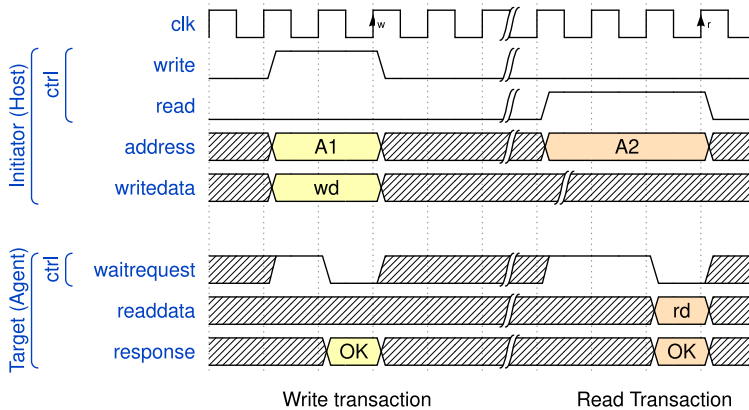 clk
w
r
Initiator (Host)
ctrl
write
read
address A1 A2
writedata wd
Target (Agent)
ctrl
waitrequest
readdata rd
response OK OK
Write transaction Read Transaction